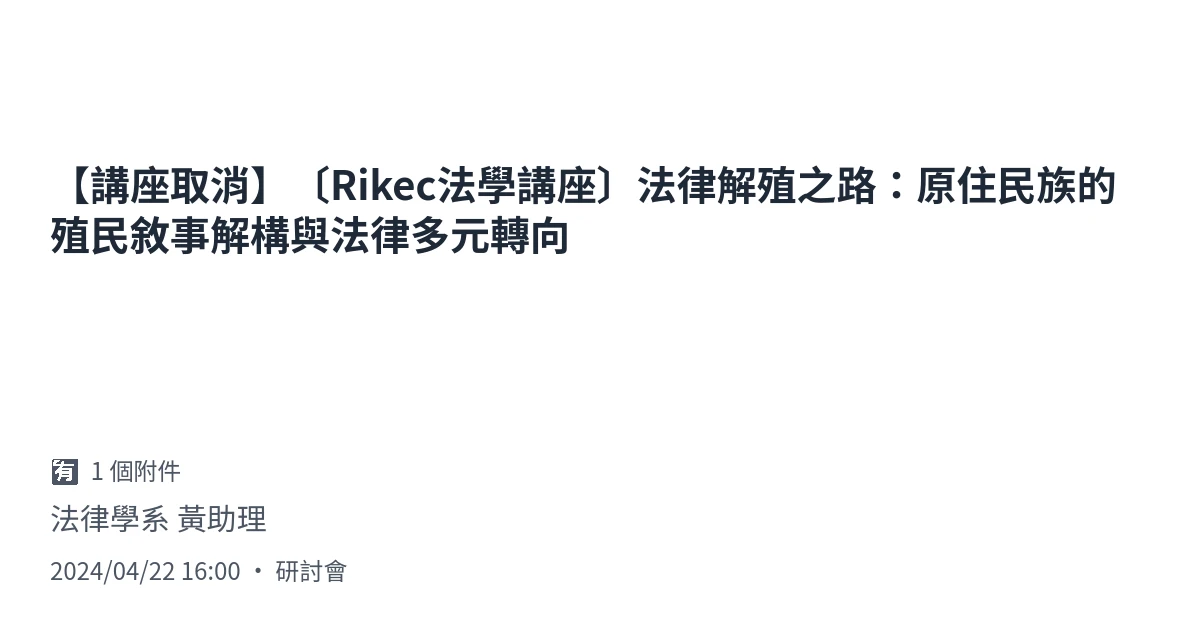 【講座取消】〔Rikec法學講座〕法律解殖之路：原住民族的
殖民敘事解構與法律多元轉向
有 1 個附件
法律學系 黃助理
2024/04/22 16:00 • 研討會